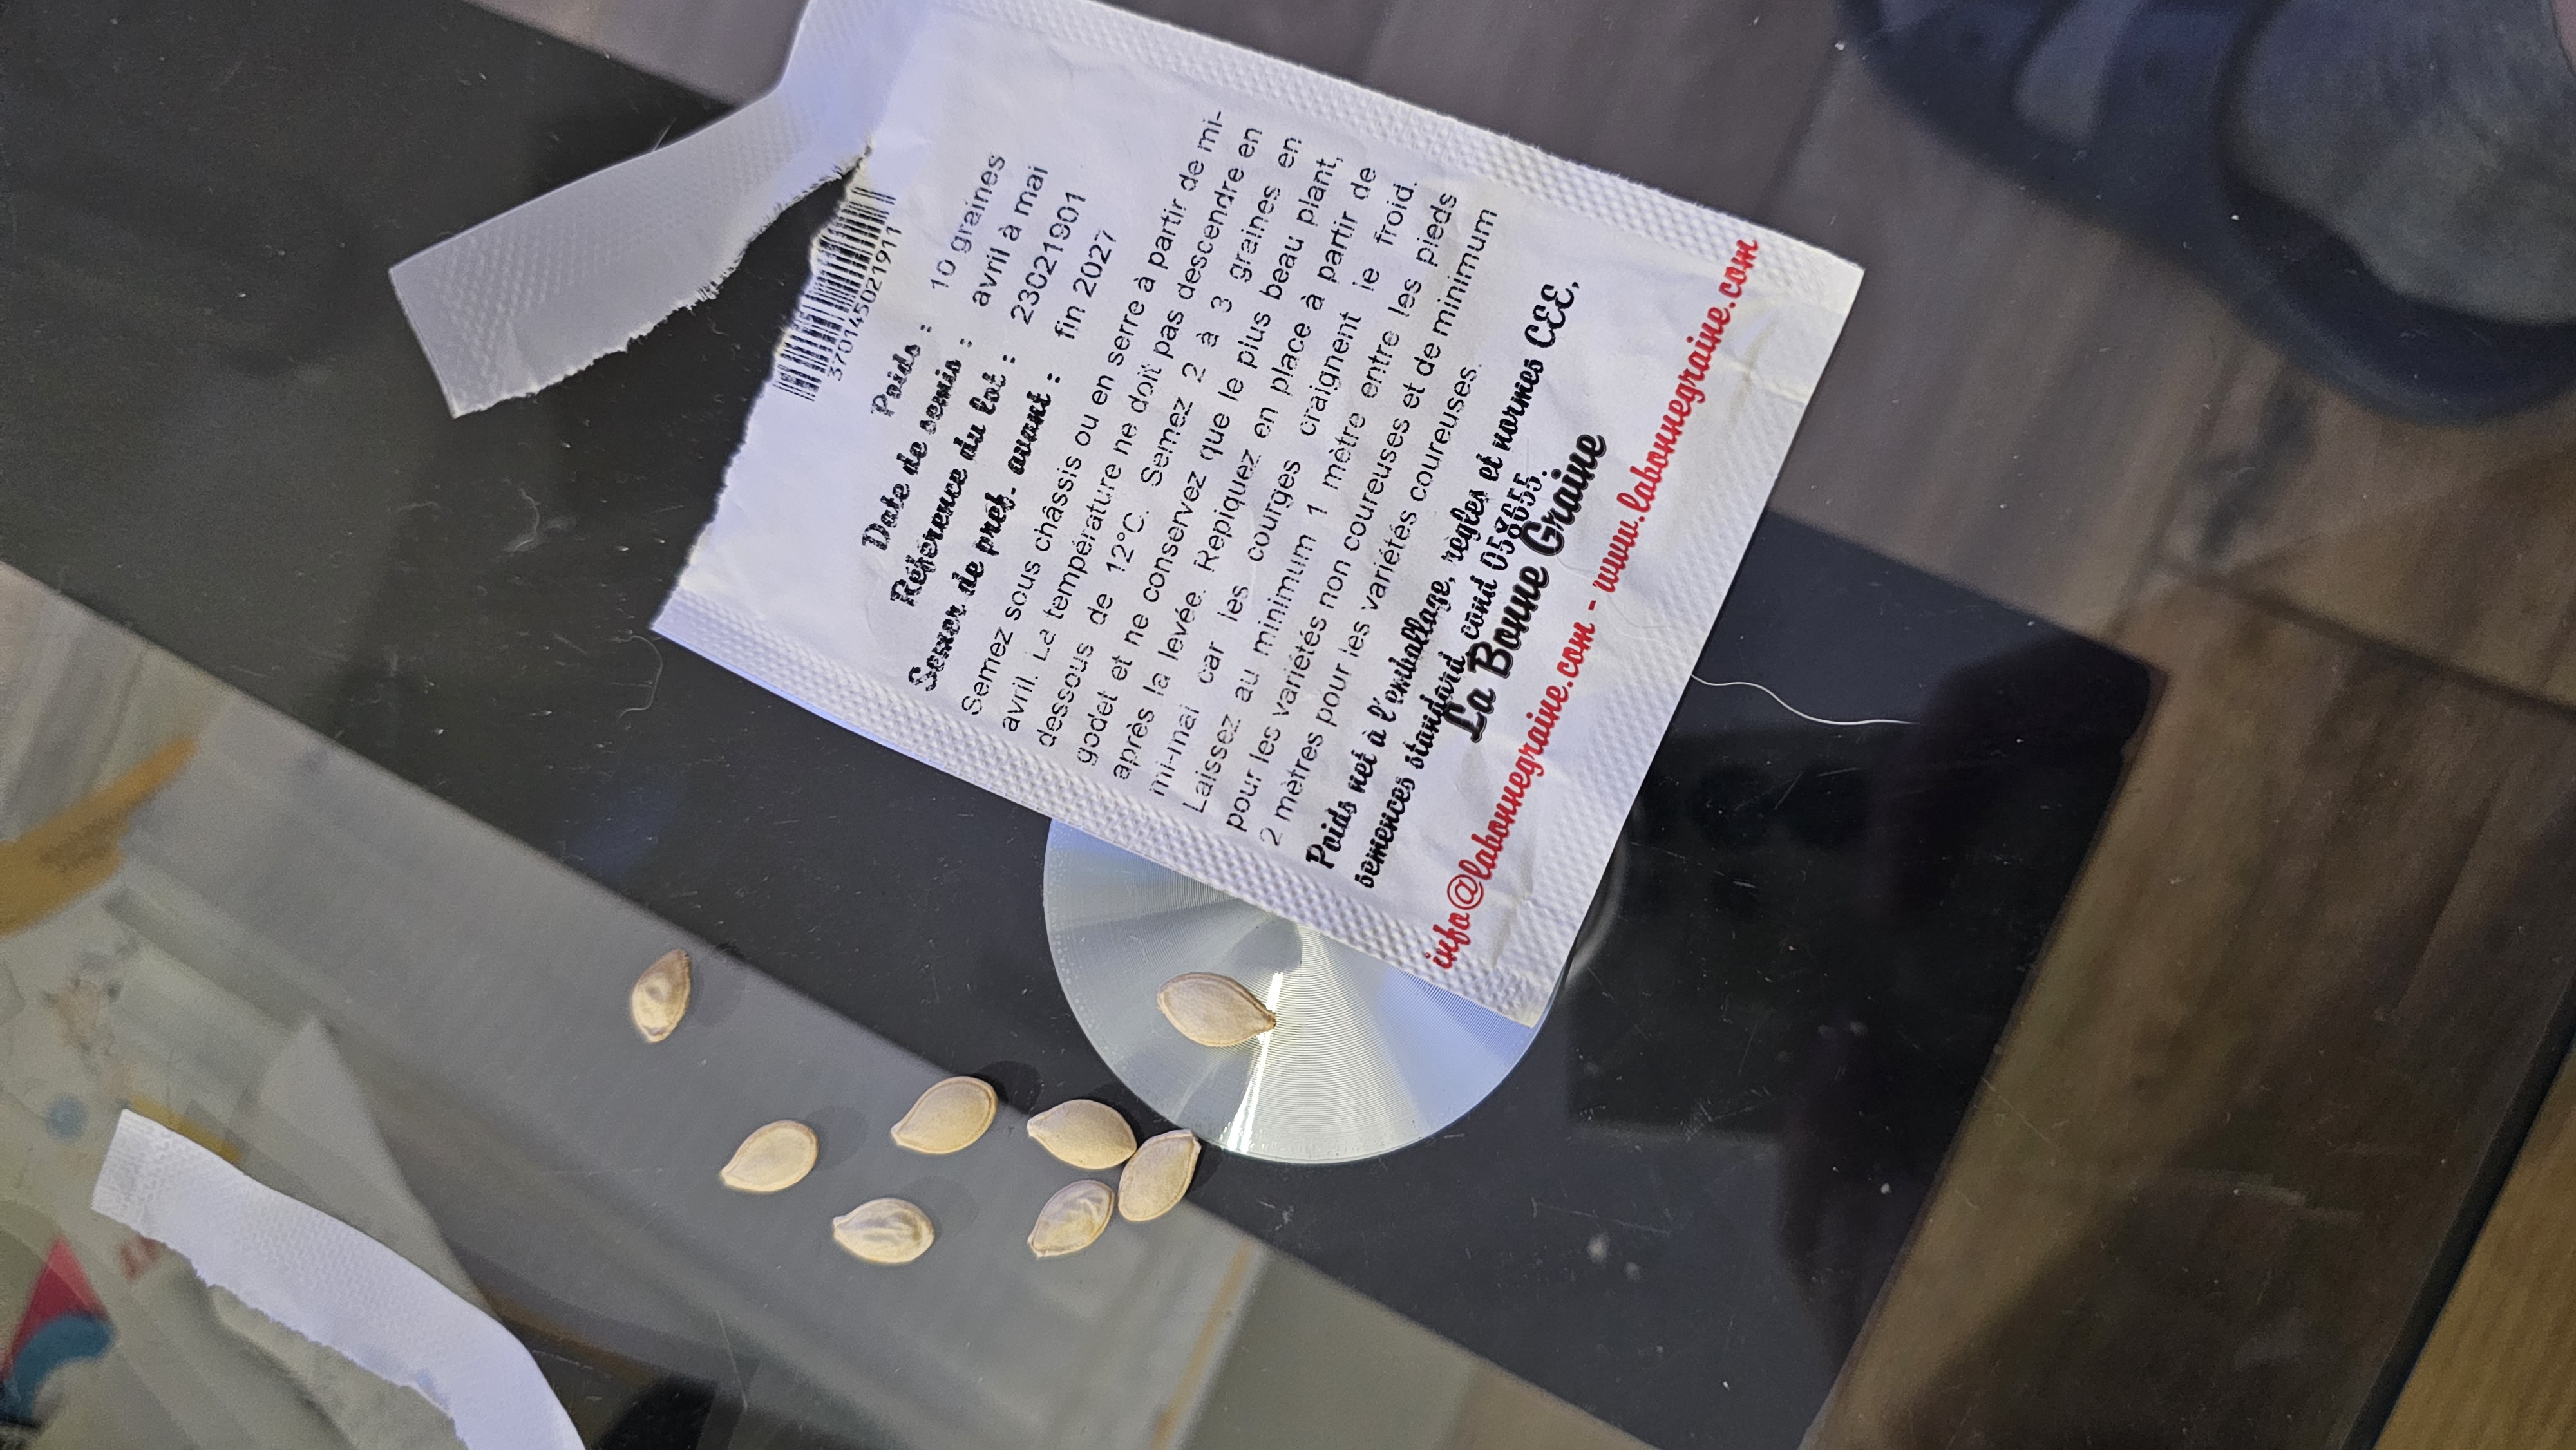 3701450219 11
Poids : 10 graines
Date de semis : avril à mai
Référence du lot : 23021901
Semer de préf. avant : fin 2027
Semez sous châssis ou en serre à partir de mi-
avril. La température ne doit pas descendre en
dessous de 12°C. Semez 2 à 3 graines en
godet et ne conservez que le plus beau plant,
après la levée. Repiquez en place à partir de
mi-mai car les courges craignent le froid.
Laissez au minimum 1 mètre entre les pieds
pour les variétés non coureuses et de minimum
2 mètres pour les variétés coureuses.
Poids net à l'emballage, règles et normes CEE,
semences standard, cond 058655.
La Bonne Graine
info@labonnegraine.com - www.labonnegraine.com